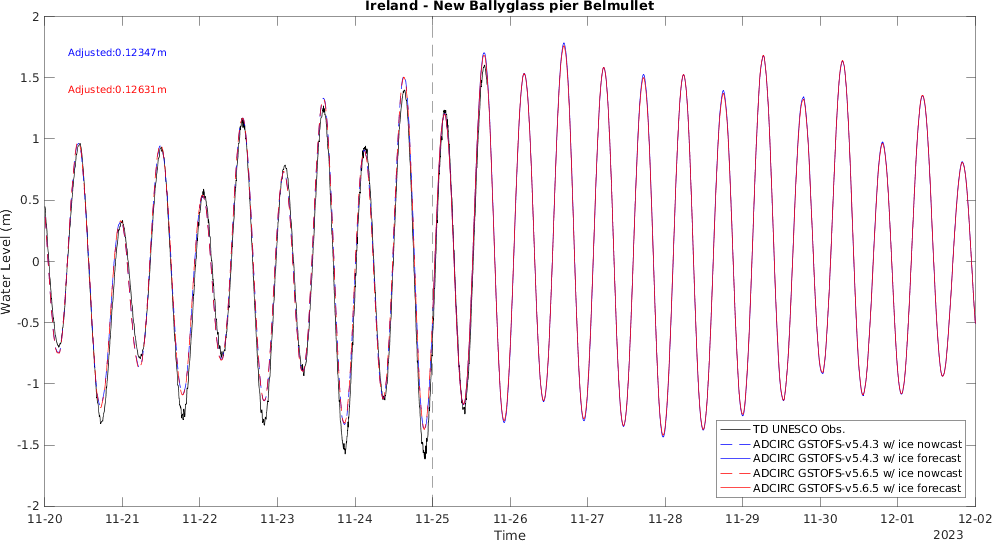 Ireland - New Ballyglass pier Belmullet
Adjusted:0.12347m
Adjusted:0.12631m
Water Level (m)
2
1.5
1
0.5
0
-0.5
-1
-1.5
-2
TD UNESCO Obs.
ADCIRC GSTOFS-v5.4.3 w/ ice nowcast
ADCIRC GSTOFS-v5.4.3 w/ ice forecast
ADCIRC GSTOFS-v5.6.5 w/ ice nowcast
ADCIRC GSTOFS-v5.6.5 w/ ice forecast
11-20 11-21 11-22 11-23 11-24 11-25 11-26 11-27 11-28 11-29 11-30 12-01 12-02
Time
2023